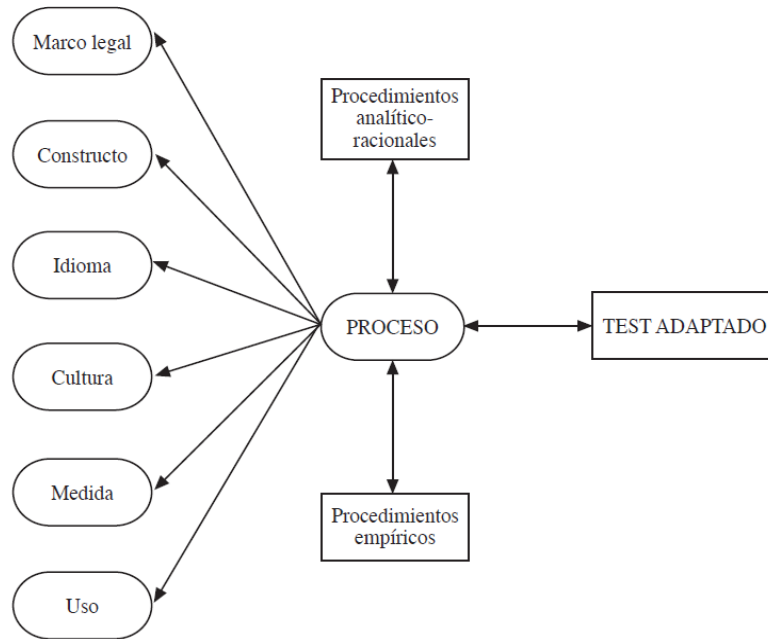 Marco legal
Constructo
Idioma
Cultura
Medida
Uso
Procedimientos
analítico-
racionales
PROCESO
Procedimientos
empíricos
TEST ADAPTADO